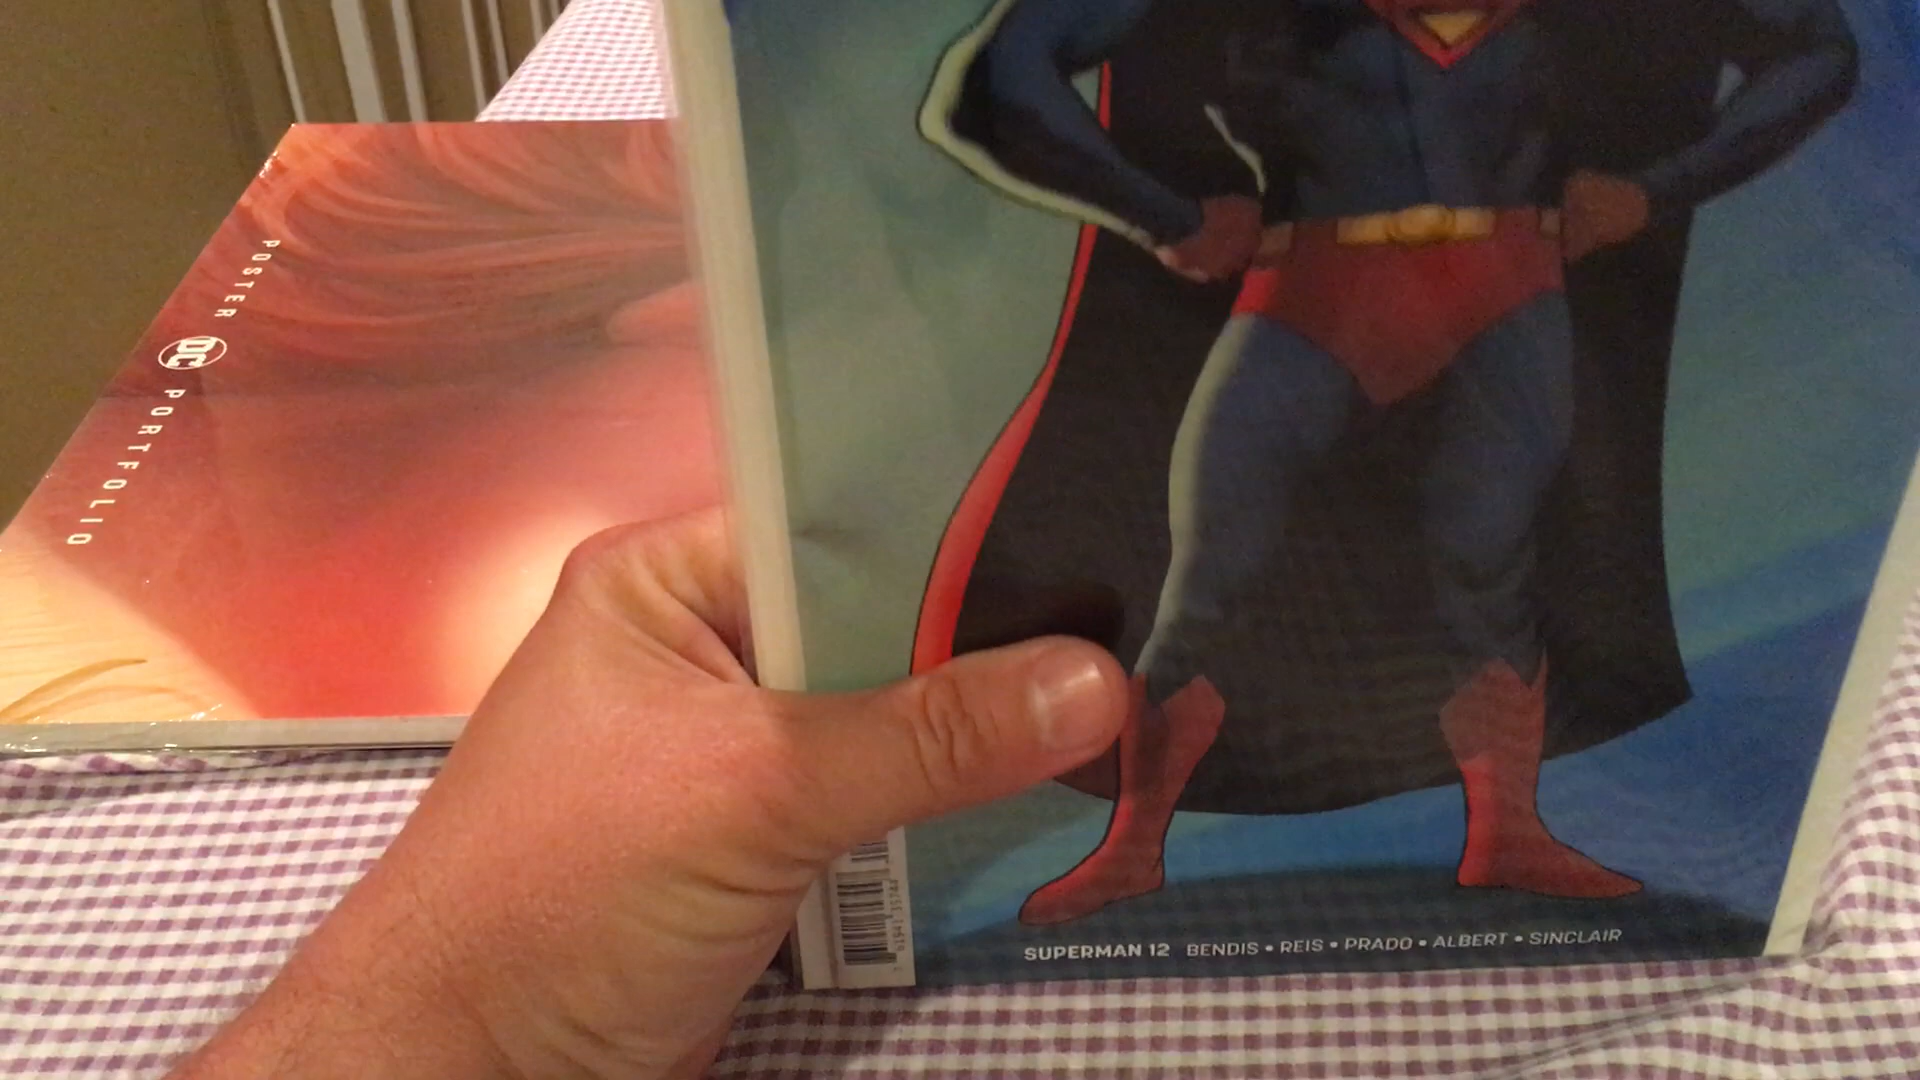 POSTER DC PORTFOLIO
SUPERMAN 12 BENDIS • REIS • PRADO • ALBERT • SINCLAIR